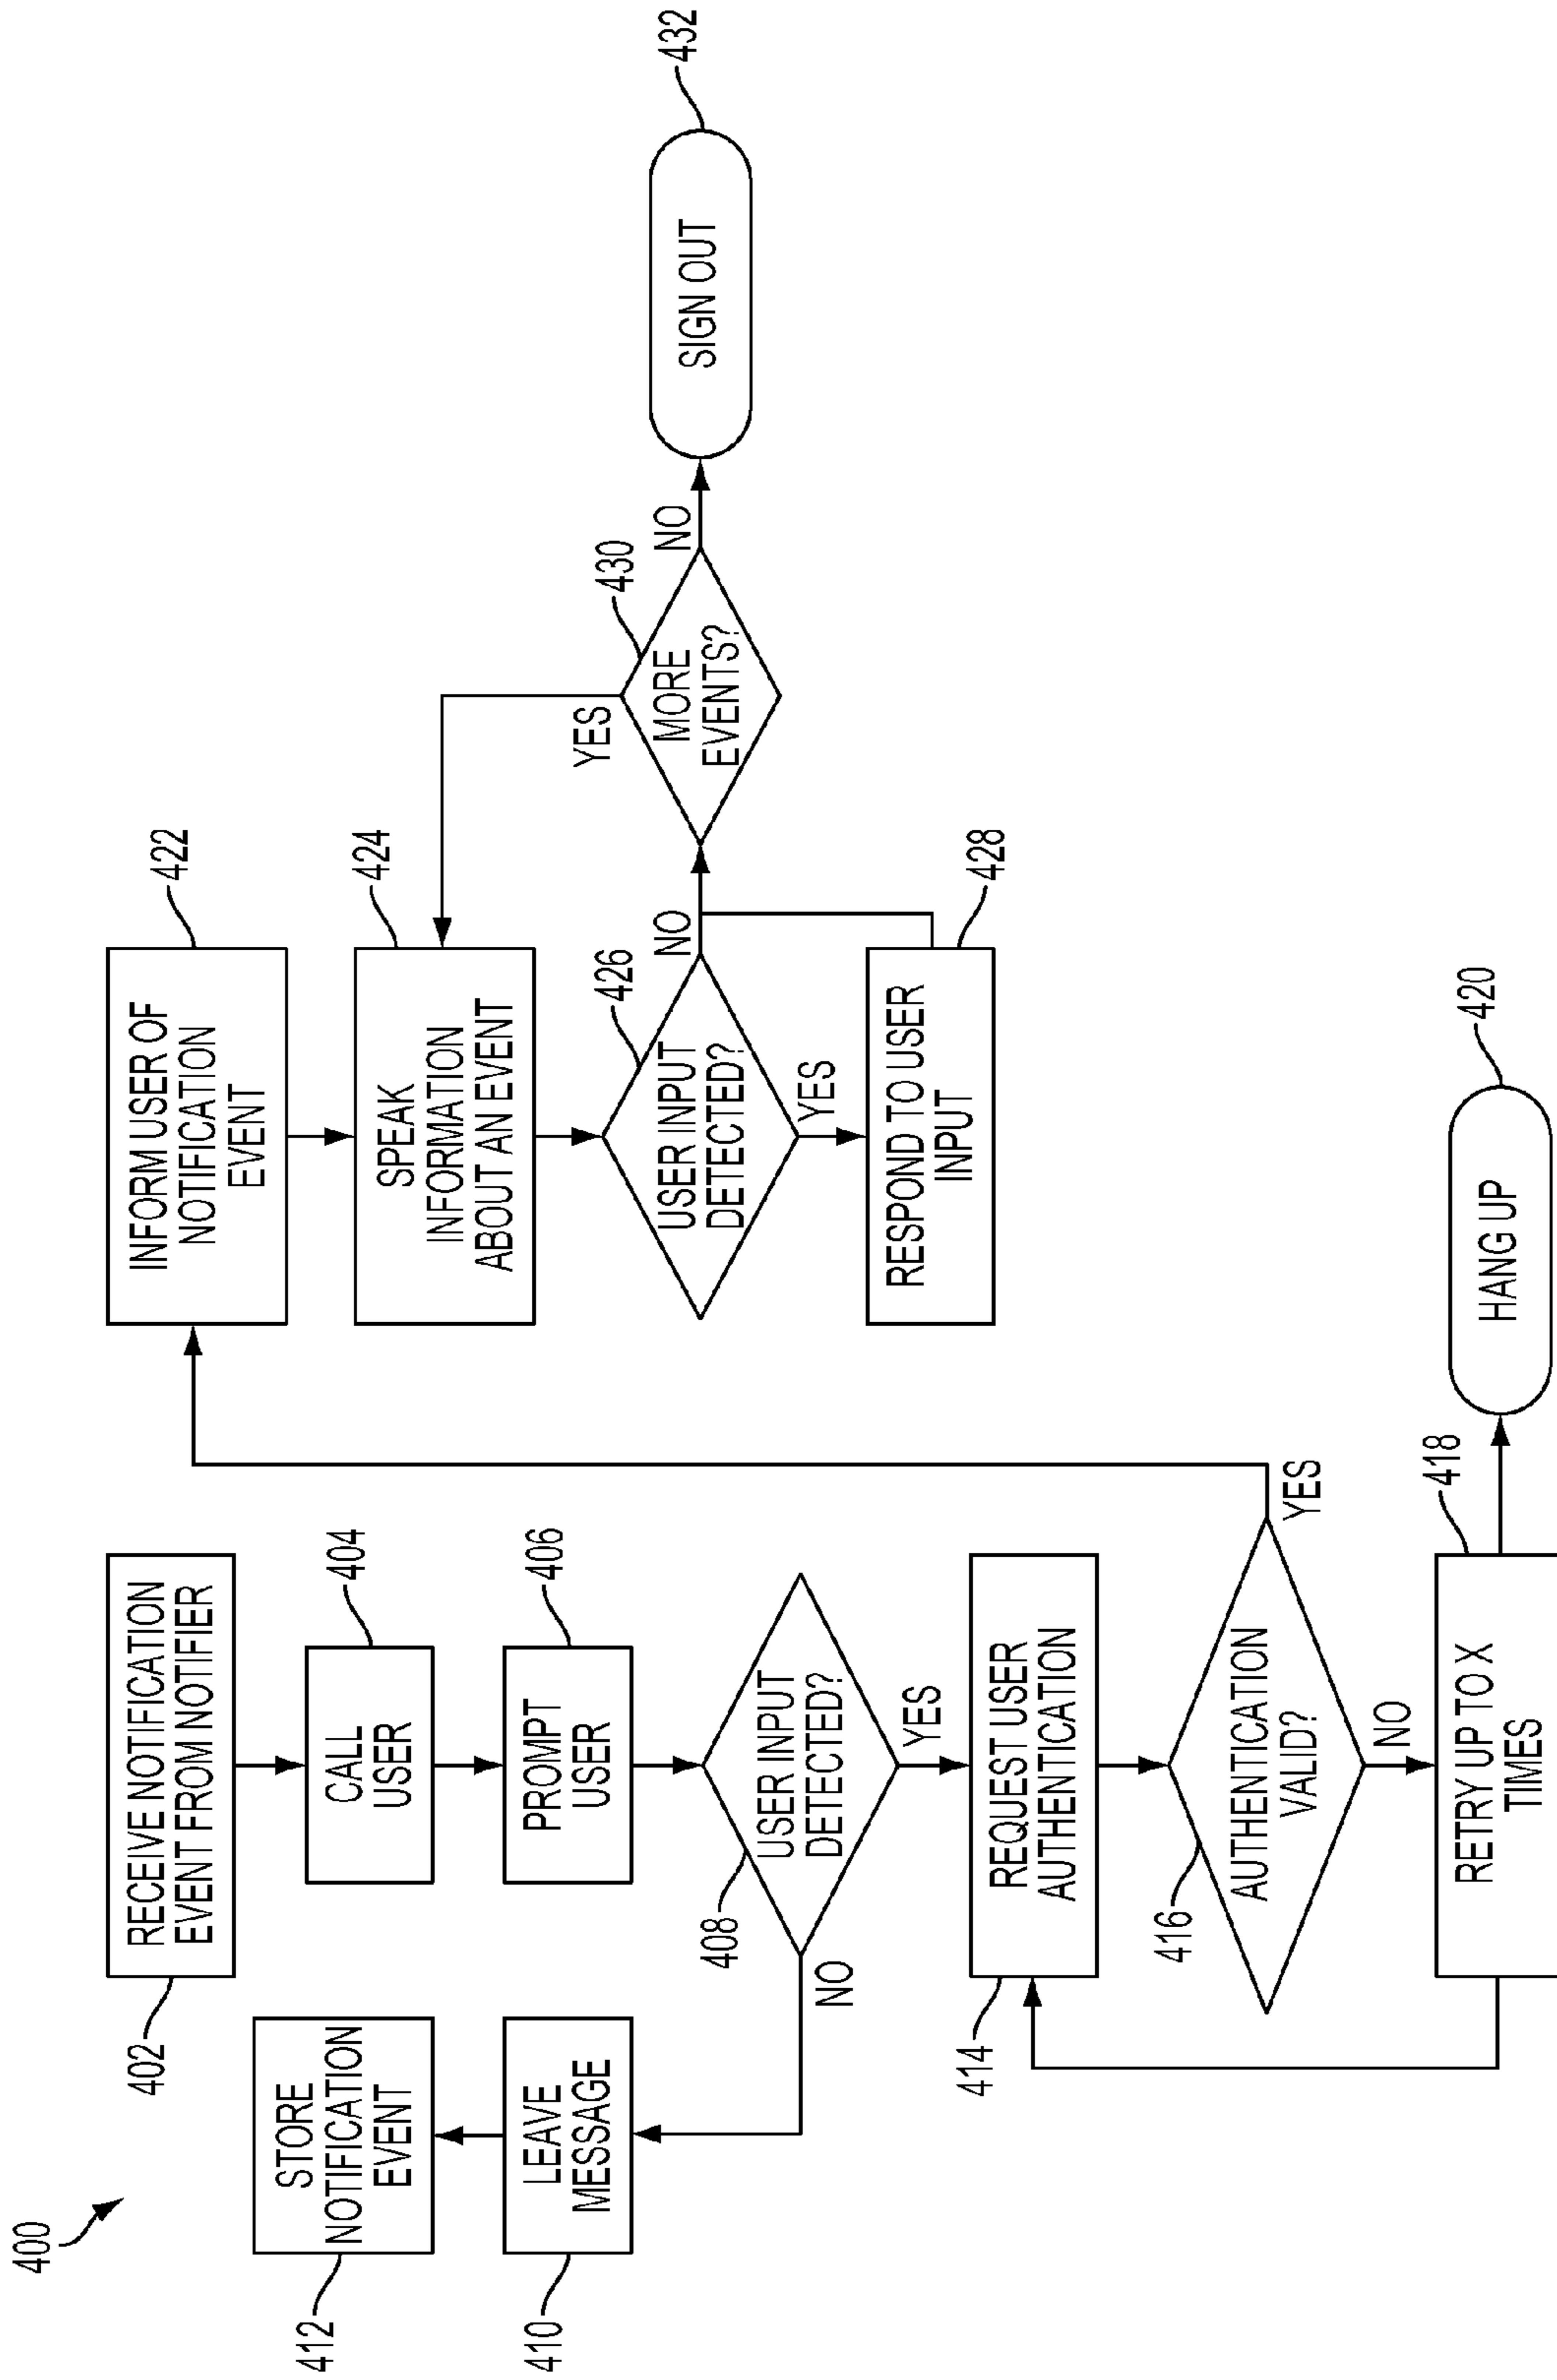 400
402
RECEIVE NOTIFICATION
EVENT FROM NOTIFIER
404
CALL
USER
406
PROMPT
USER
408
USER INPUT
DETECTED?
NO
YES
410
LEAVE
MESSAGE
412
STORE
NOTIFICATION
EVENT
414
REQUEST USER
AUTHENTICATION
416
AUTHENTICATION
VALID?
YES
NO
418
RETRY UP TO X
TIMES
420
HANG UP
422
INFORM USER OF
NOTIFICATION
EVENT
424
SPEAK
INFORMATION
ABOUT AN EVENT
426
USER INPUT
DETECTED?
NO
YES
428
RESPOND TO USER
INPUT
430
MORE
EVENTS?
YES
NO
432
SIGN OUT